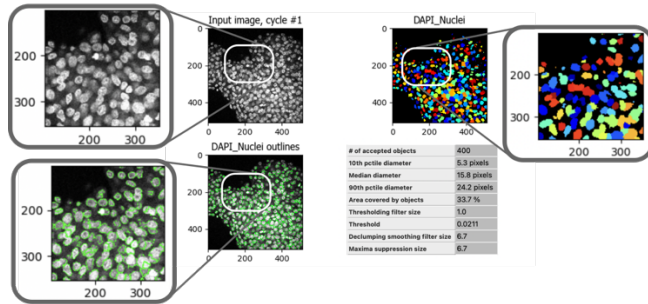 Input image, cycle #1
DAPI_Nuclei
0
200
400
0
200
400
0
200
400
0
200
400
100
200
300
200
300
100
200
300
200
300
DAPI_Nuclei outlines
0
200
400
0
200
400
100
200
300
200
300
# of accepted objects 400
10th pctile diameter 5.3 pixels
Median diameter 15.8 pixels
90th pctile diameter 24.2 pixels
Area covered by objects 33.7 %
Thresholding filter size 1.0
Threshold 0.0211
Declumping smoothing filter size 6.7
Maxima suppression size 6.7